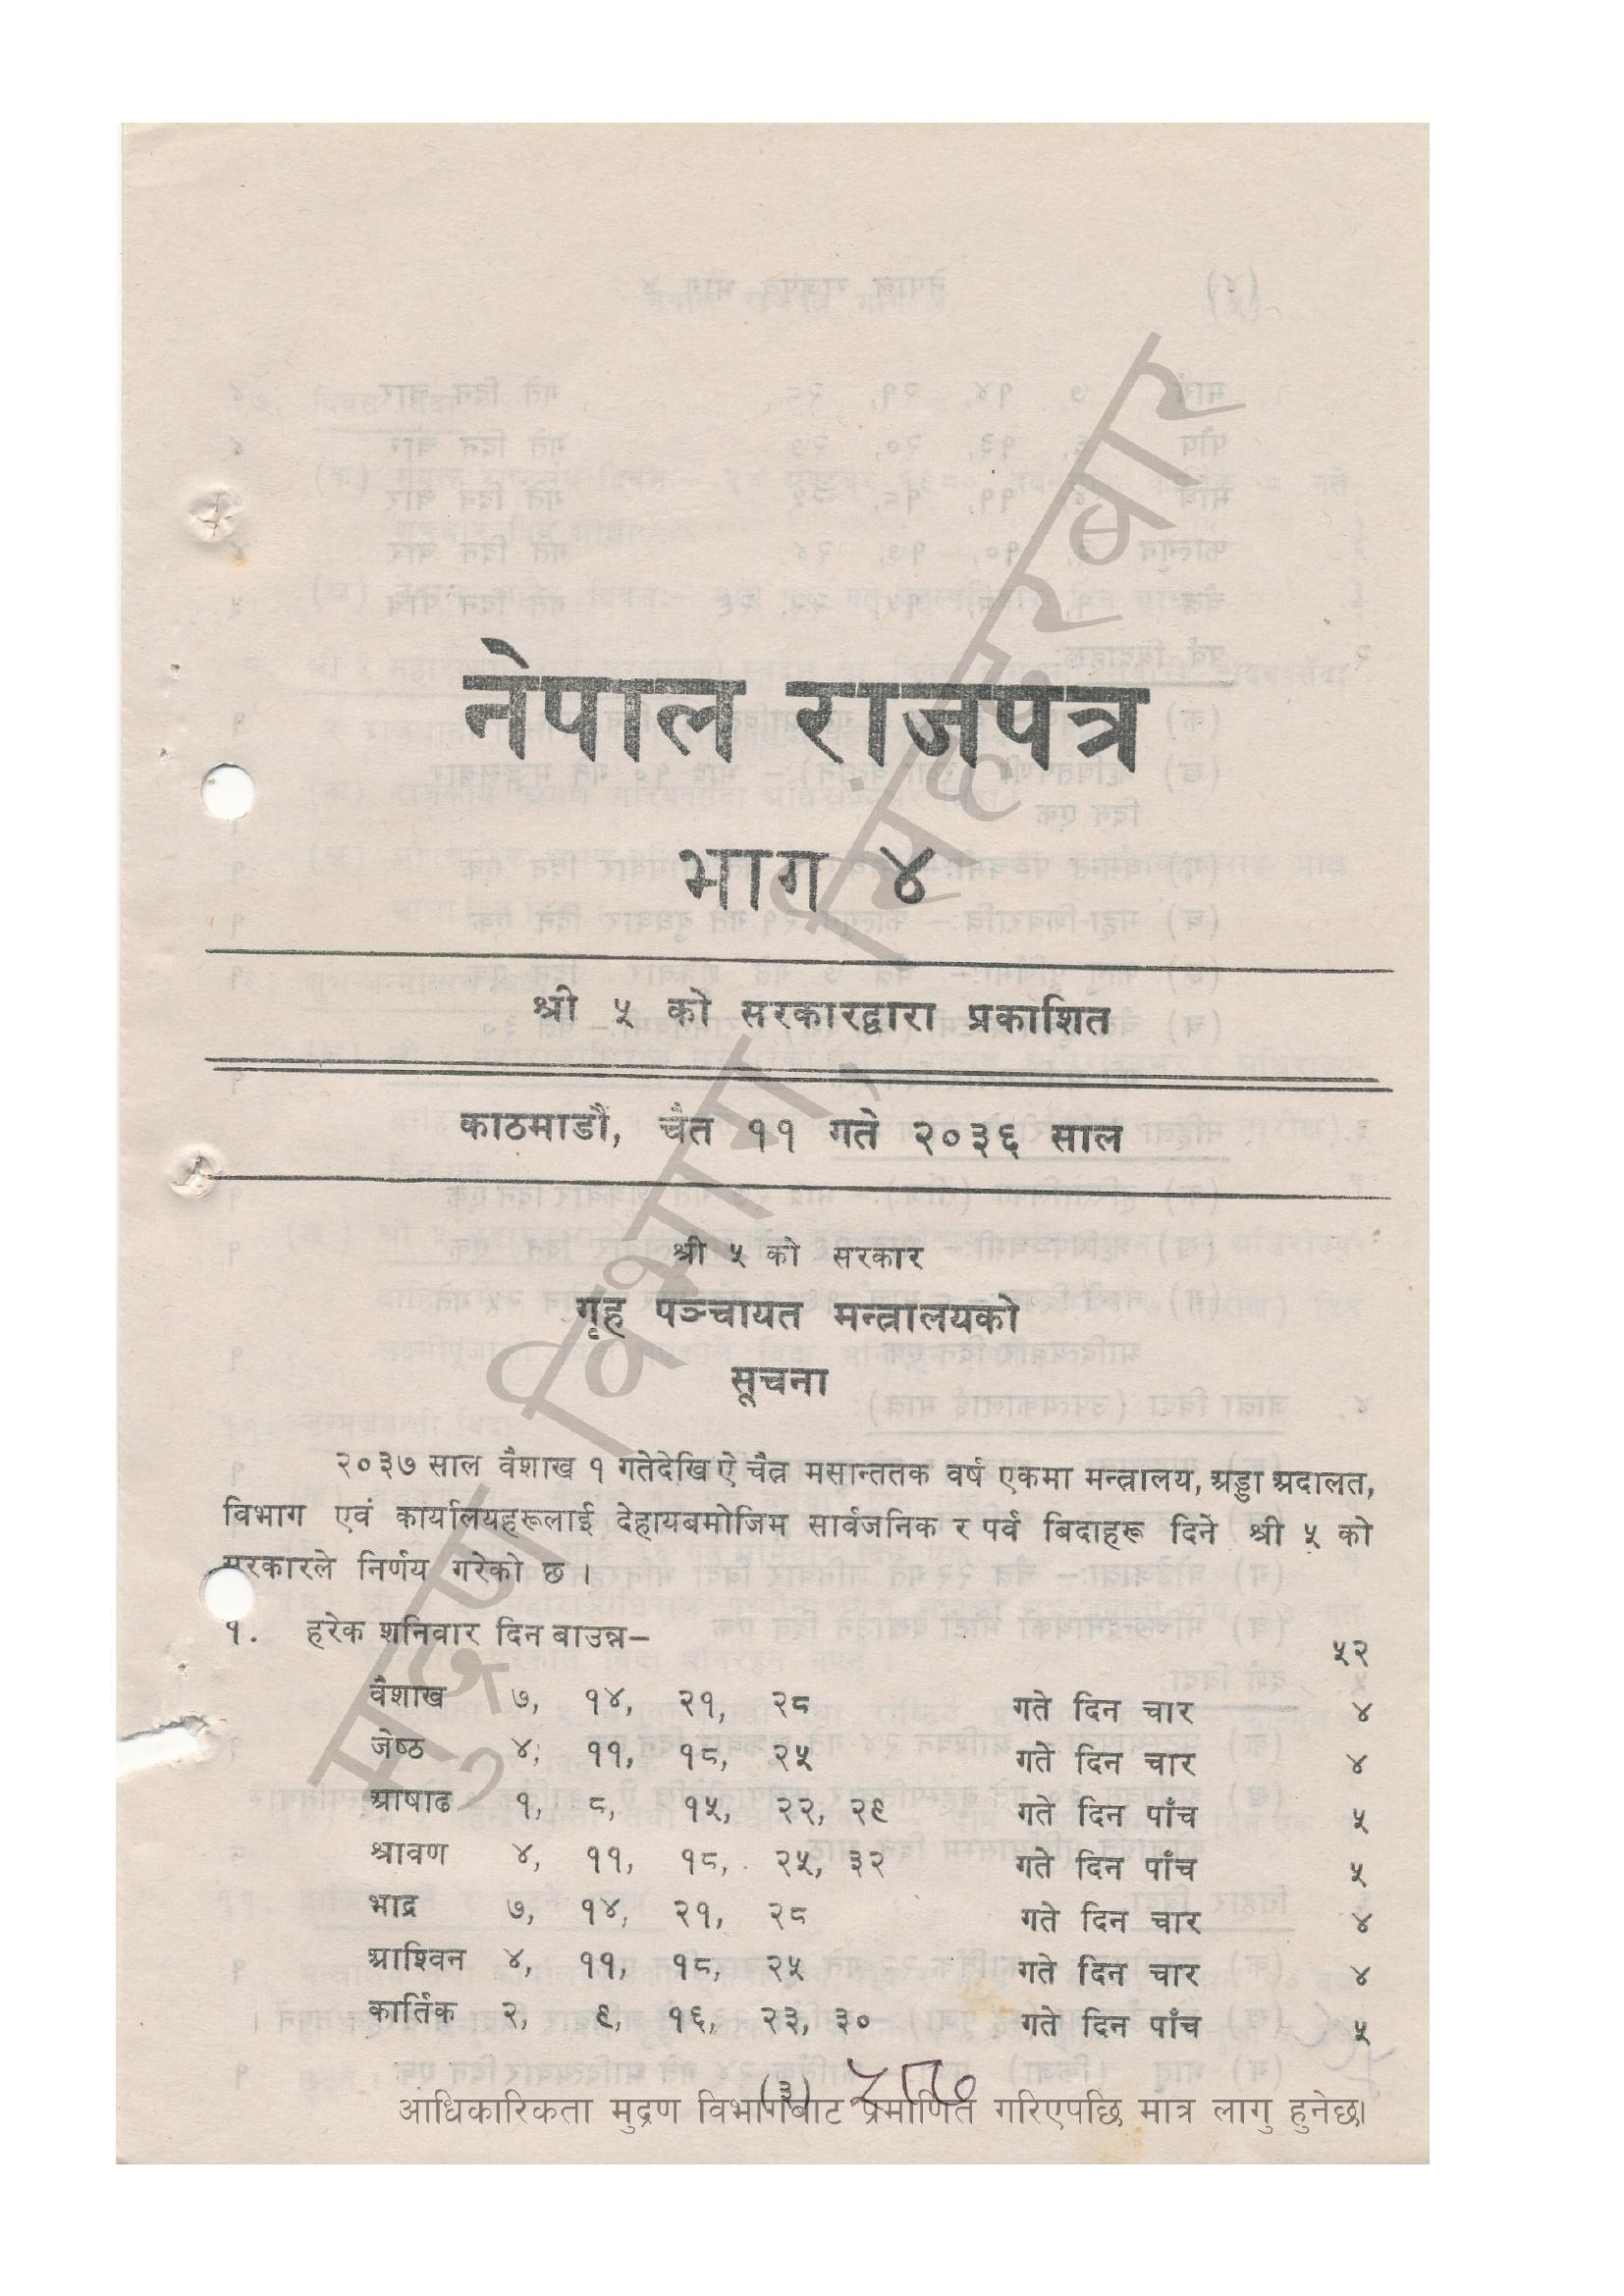 नेपाल राजपत्र
भाग ४
श्री ५ को सरकारद्वारा प्रकाशित
काठमाडौं, चैत ११ गते २०३६ साल
श्री ५ को सरकार
गृह पञ्चायत मन्त्रालयको
सूचना
२०३७ साल वैशाख १ गतेदेखि ऐ चैत्र मसान्ततक वर्ष एकमा मन्त्रालय, अड्डा अदालत,
विभाग एवं कार्यालयहरूलाई देहायबमोजिम सार्वजनिक र पर्व बिदाहरू दिने श्री ५ को
सरकारले निर्णय गरेको छ ।
१. हरेक शनिवार दिन बाउन्न– ५२
वैशाख ७, १४, २१, २८ गते दिन चार ४
जेष्ठ ४, ११, १८, २५ गते दिन चार ४
आषाढ १, ८, १५, २२, २९ गते दिन पाँच ५
श्रावण ४, ११, १८, २५, ३२ गते दिन पाँच ५
भाद्र ७, १४, २१, २८ गते दिन चार ४
आश्विन ४, ११, १८, २५ गते दिन चार ४
कार्तिक २, ९, १६, २३, ३० गते दिन पाँच ५
(३)
आधिकारिकता मुद्रण विभागबाट प्रमाणित गरिएपछि मात्र लागु हुनेछ।
मुद्रण विभाग, सिंहदरबार